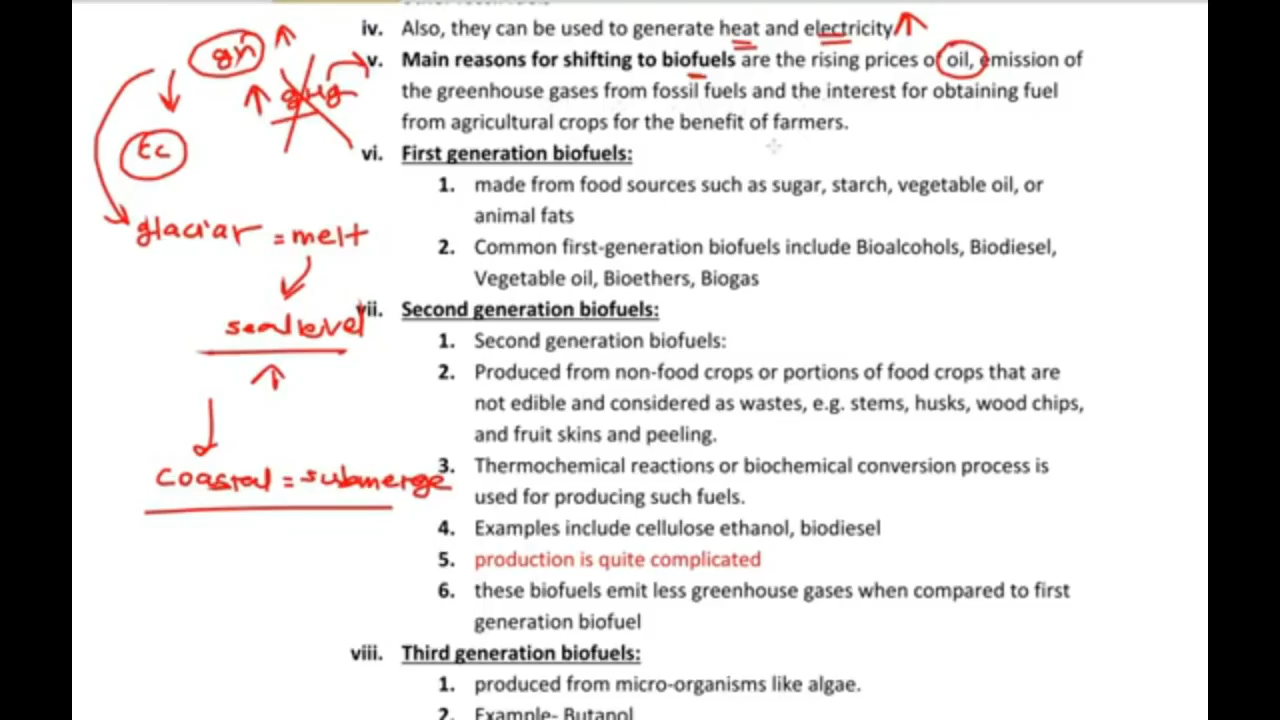 iv. Also, they can be used to generate heat and electricity
v. Main reasons for shifting to biofuels are the rising prices o oil, emission of
the greenhouse gases from fossil fuels and the interest for obtaining fuel
from agricultural crops for the benefit of farmers.
vi. First generation biofuels:
1. made from food sources such as sugar, starch, vegetable oil, or
animal fats
2. Common first-generation biofuels include Bioalcohols, Biodiesel,
Vegetable oil, Bioethers, Biogas
vii. Second generation biofuels:
1. Second generation biofuels:
2. Produced from non-food crops or portions of food crops that are
not edible and considered as wastes, e.g. stems, husks, wood chips,
and fruit skins and peeling.
3. Thermochemical reactions or biochemical conversion process is
used for producing such fuels.
4. Examples include cellulose ethanol, biodiesel
5. production is quite complicated
6. these biofuels emit less greenhouse gases when compared to first
generation biofuel
viii. Third generation biofuels:
1. produced from micro-organisms like algae.
2. Example- Butanol
Ec
glaciar = melt
sealevel
coastal = submerge